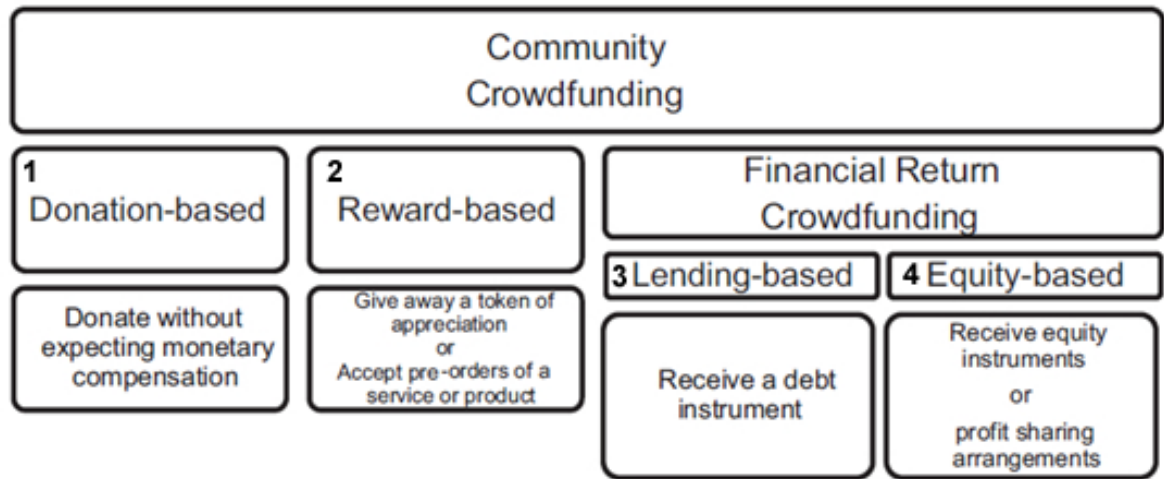 Community
Crowdfunding
1
Donation-based
2
Reward-based
Financial Return
Crowdfunding
3 Lending-based
4 Equity-based
Donate without
expecting monetary
compensation
Give away a token of
appreciation
or
Accept pre-orders of a
service or product
Receive a debt
instrument
Receive equity
instruments
or
profit sharing
arrangements